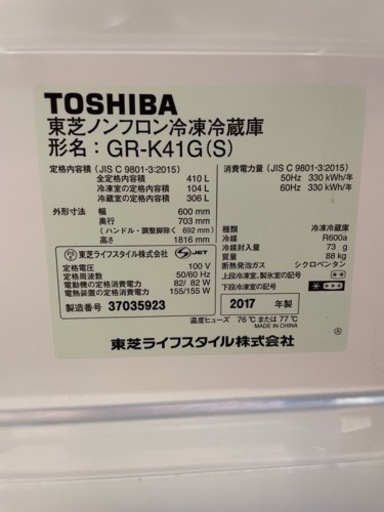 TOSHIBA
東芝ノンフロン冷凍冷蔵庫
形名：GR-K41G(S)
定格内容積（JIS C 9801-3:2015）
全定格内容積 410 L
冷凍室の定格内容積 104 L
冷蔵室の定格内容積 306 L
外形寸法 幅 600 mm
奥行 703 mm
（ハンドル・調整脚除く 692 mm）
高さ 1816 mm
東芝ライフスタイル株式会社 S-JET
定格電圧 100 V
定格周波数 50/60 Hz
電動機の定格消費電力 82/ 82 W
電熱装置の定格消費電力 155/155 W
製造番号 37035923
消費電力量（JIS C 9801-3:2015）
50Hz 330 kWh/年
60Hz 330 kWh/年
種類 冷凍冷蔵庫
冷媒 R600a
冷媒封入量 73 g
質量 88 kg
断熱発泡ガス シクロペンタン
上段冷凍室、製氷室の記号
下段冷凍室の記号
2017 年製
温度ヒューズ 76 ℃ または 77 ℃
MADE IN CHINA
Ⓐ
東芝ライフスタイル株式会社